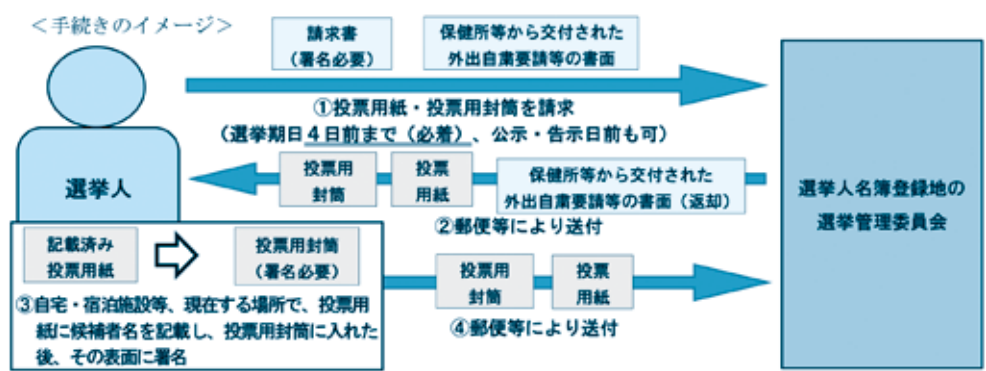 ＜手続きのイメージ＞
請求書
（署名必要）
保健所等から交付された
外出自粛要請等の書面
①投票用紙・投票用封筒を請求
（選挙期日４日前まで（必着）、公示・告示日前も可）
選挙人
投票用
封筒
投票
用紙
保健所等から交付された
外出自粛要請等の書面（返却）
②郵便等により送付
選挙人名簿登録地の
選挙管理委員会
記載済み
投票用紙
投票用封筒
（署名必要）
③自宅・宿泊施設等、現在する場所で、投票用
紙に候補者名を記載し、投票用封筒に入れた
後、その表面に署名
投票用
封筒
投票
用紙
④郵便等により送付